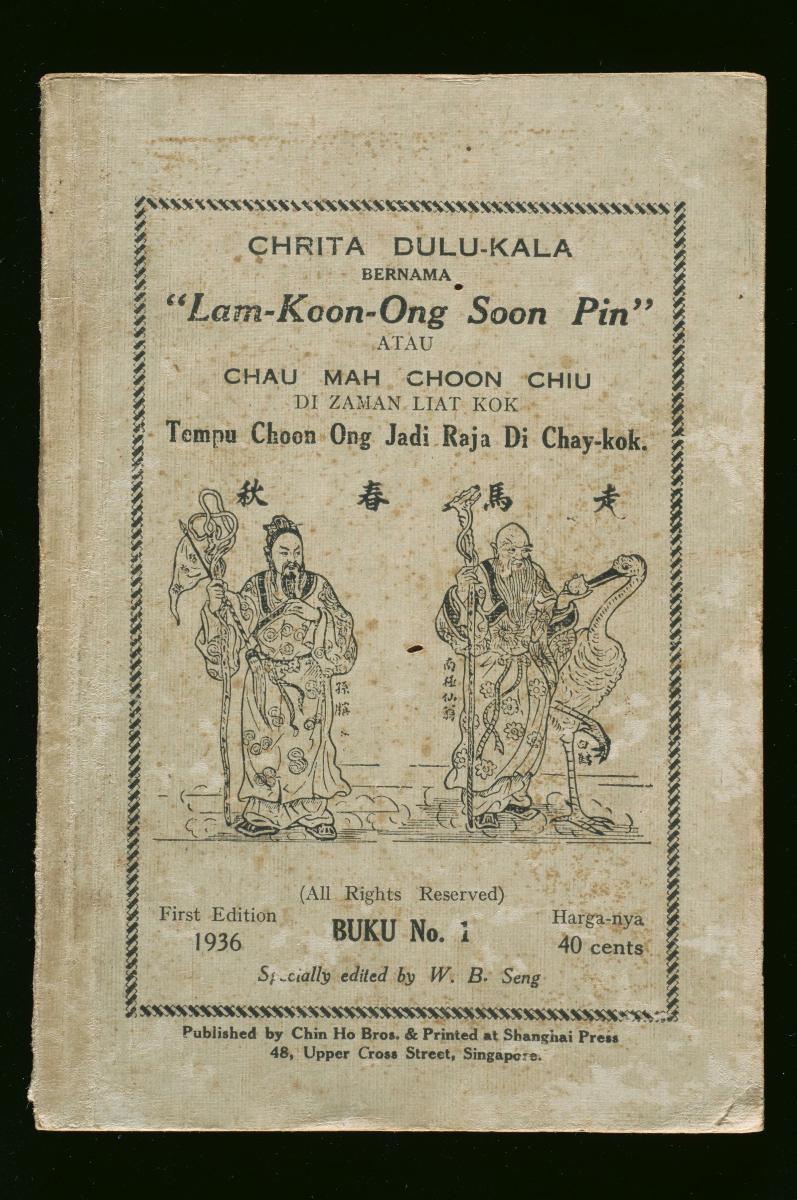 CHRITA DULU-KALA
BERNAMA
"Lam-Koon-Ong Soon Pin"
ATAU
CHAU MAH CHOON CHIU
DI ZAMAN LIAT KOK
Tempu Choon Ong Jadi Raja Di Chay-kok.
秋 春 馬 走
孫臏
南極仙翁
(All Rights Reserved)
First Edition
1936
BUKU No. 1
Harga-nya
40 cents
Specially edited by W. B. Seng
Published by Chin Ho Bros. & Printed at Shanghai Press
48, Upper Cross Street, Singapore.